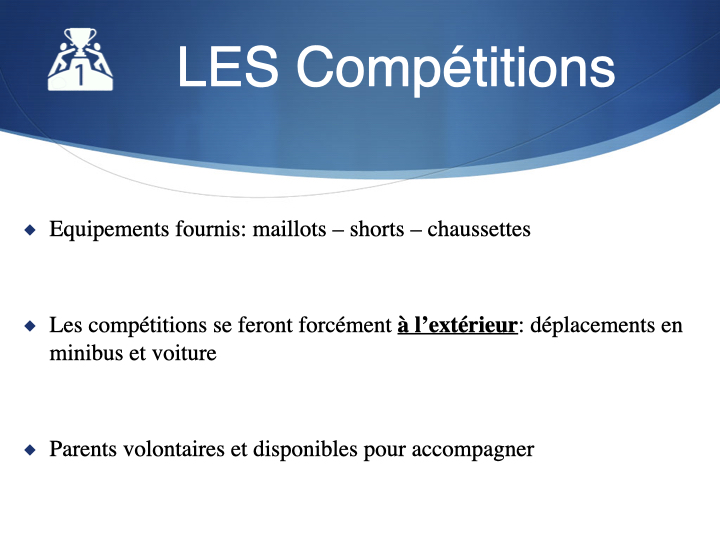 LES Compétitions
1
Equipements fournis: maillots – shorts – chaussettes
Les compétitions se feront forcément à l’extérieur: déplacements en
minibus et voiture
Parents volontaires et disponibles pour accompagner